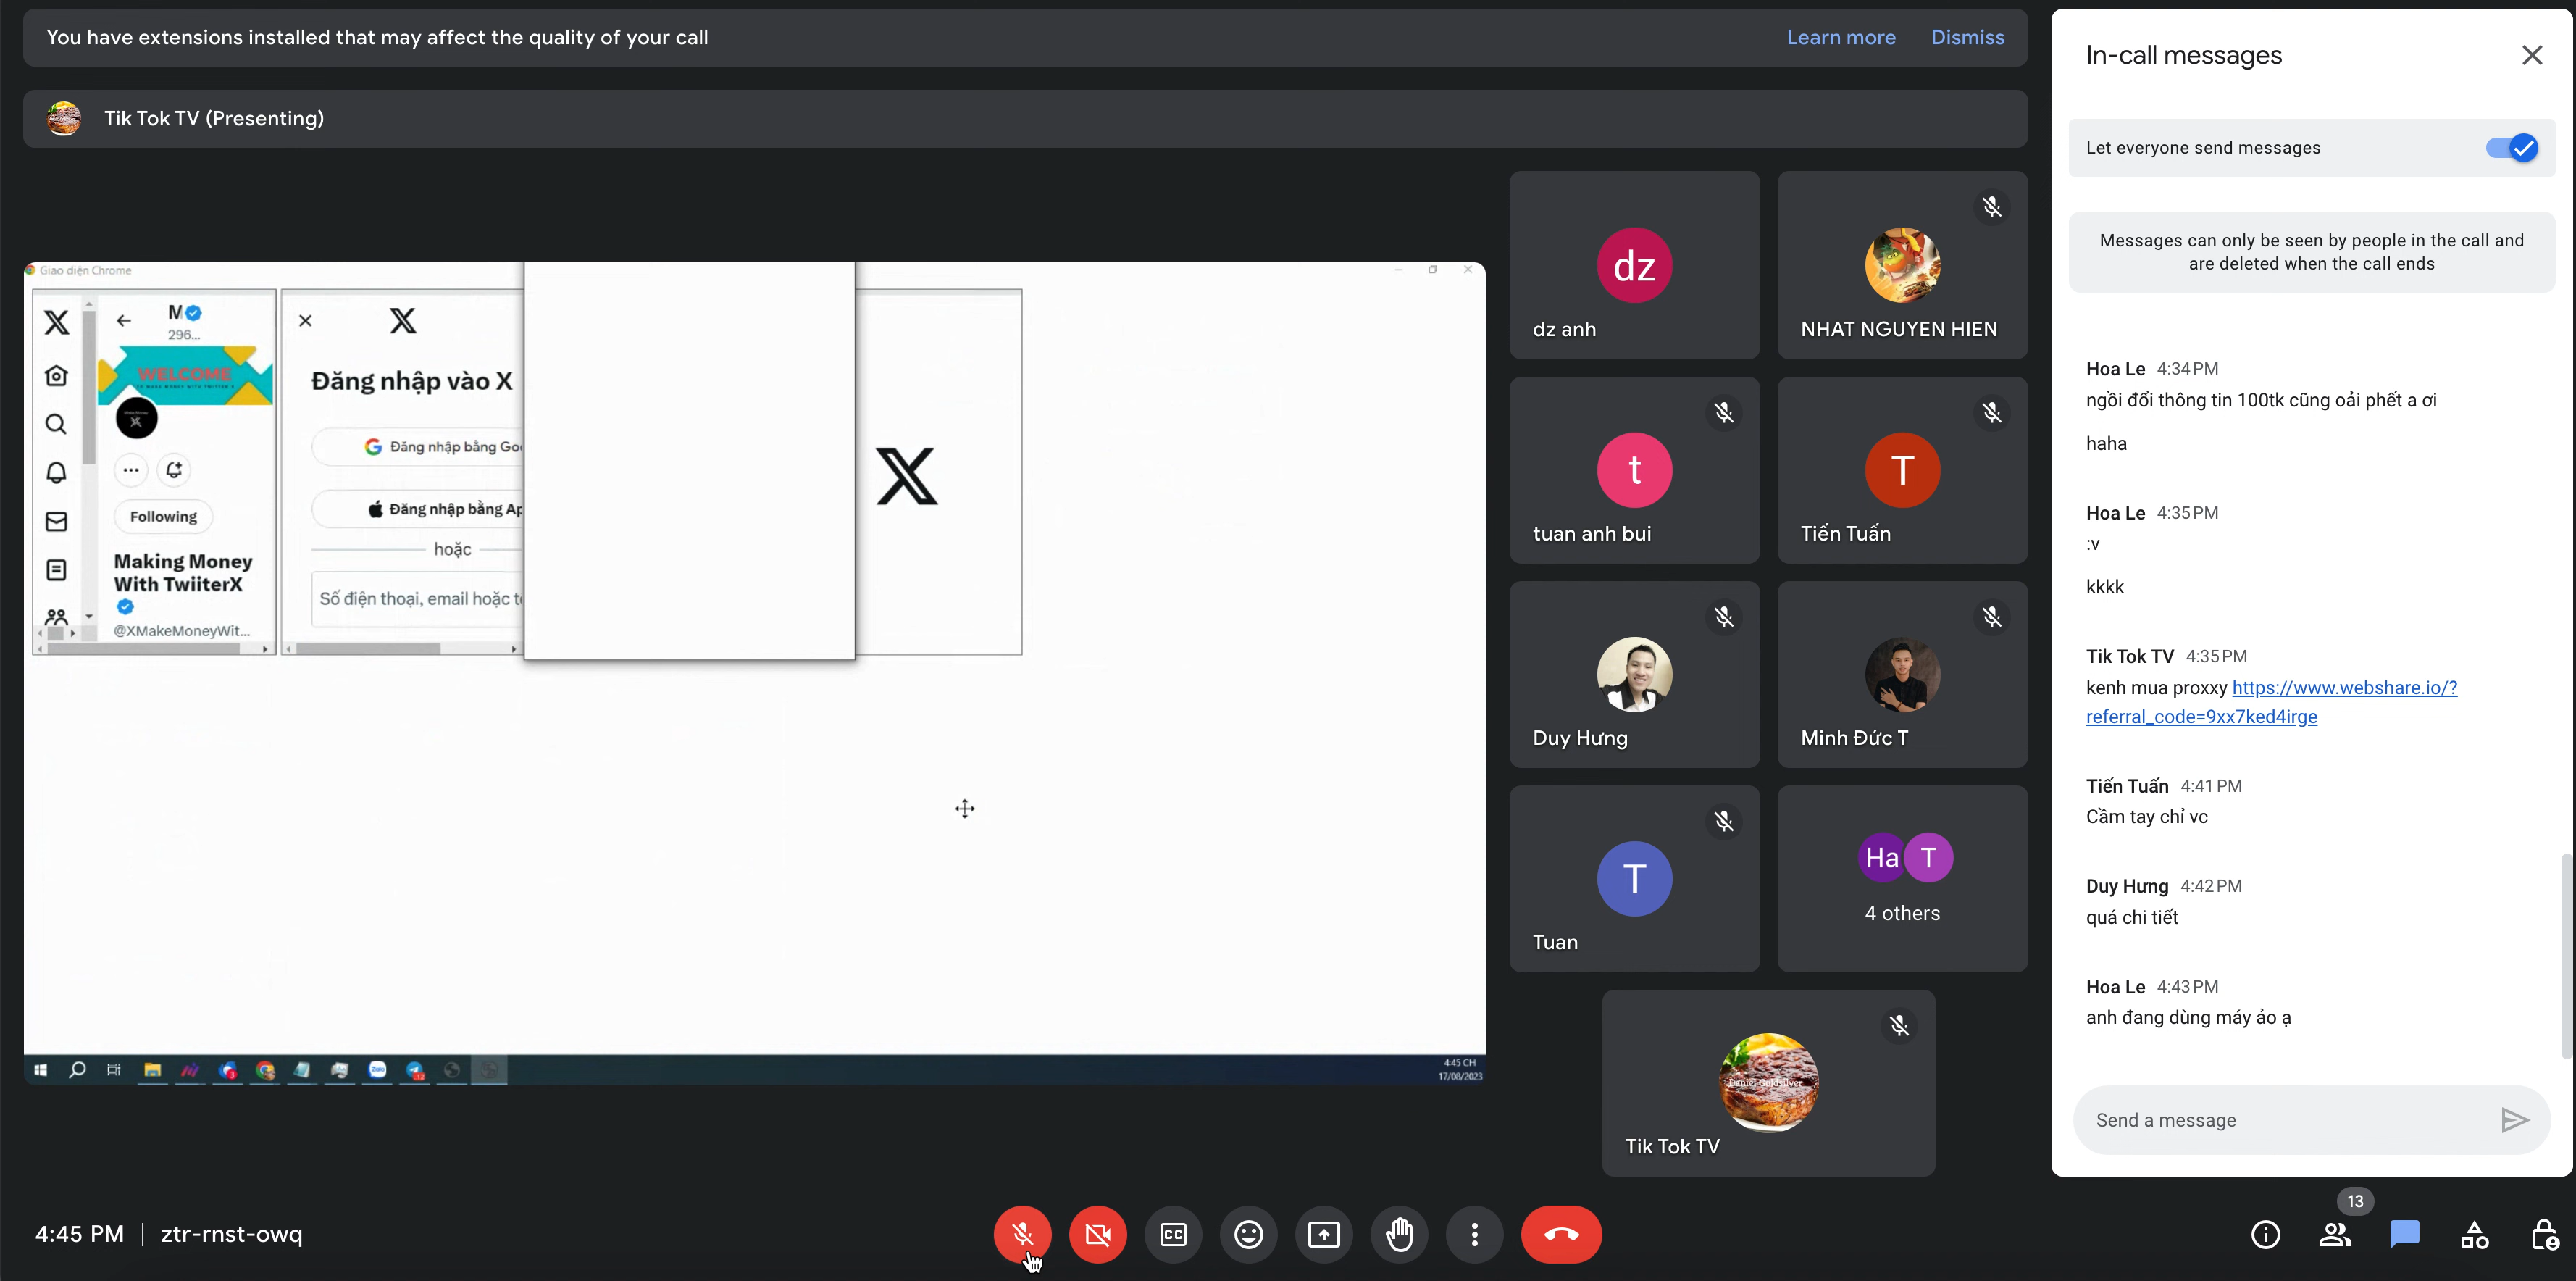 You have extensions installed that may affect the quality of your call
Learn more
Dismiss
Tik Tok TV (Presenting)
Giao diện Chrome
M
296...
WELCOME
Following
Making Money
With TwiiterX
@XMakeMoneyWit...
Đăng nhập vào X
Đăng nhập bằng Goo
Đăng nhập bằng Ap
hoặc
Số điện thoại, email hoặc t
Zalo
4:45 CH
17/08/2023
dz
dz anh
NHAT NGUYEN HIEN
t
tuan anh bui
T
Tiến Tuấn
Duy Hưng
Minh Đức T
T
Tuan
Ha
T
4 others
Daniel Goldsilver
Tik Tok TV
In-call messages
Let everyone send messages
Messages can only be seen by people in the call and
are deleted when the call ends
Hoa Le 4:34 PM
ngồi đổi thông tin 100tk cũng oải phết a ơi
haha
Hoa Le 4:35 PM
:v
kkkk
Tik Tok TV 4:35 PM
kenh mua proxxy https://www.webshare.io/?
referral_code=9xx7ked4irge
Tiến Tuấn 4:41 PM
Cầm tay chỉ vc
Duy Hưng 4:42 PM
quá chi tiết
Hoa Le 4:43 PM
anh đang dùng máy ảo ạ
Send a message
4:45 PM
ztr-rnst-owq
CC
13